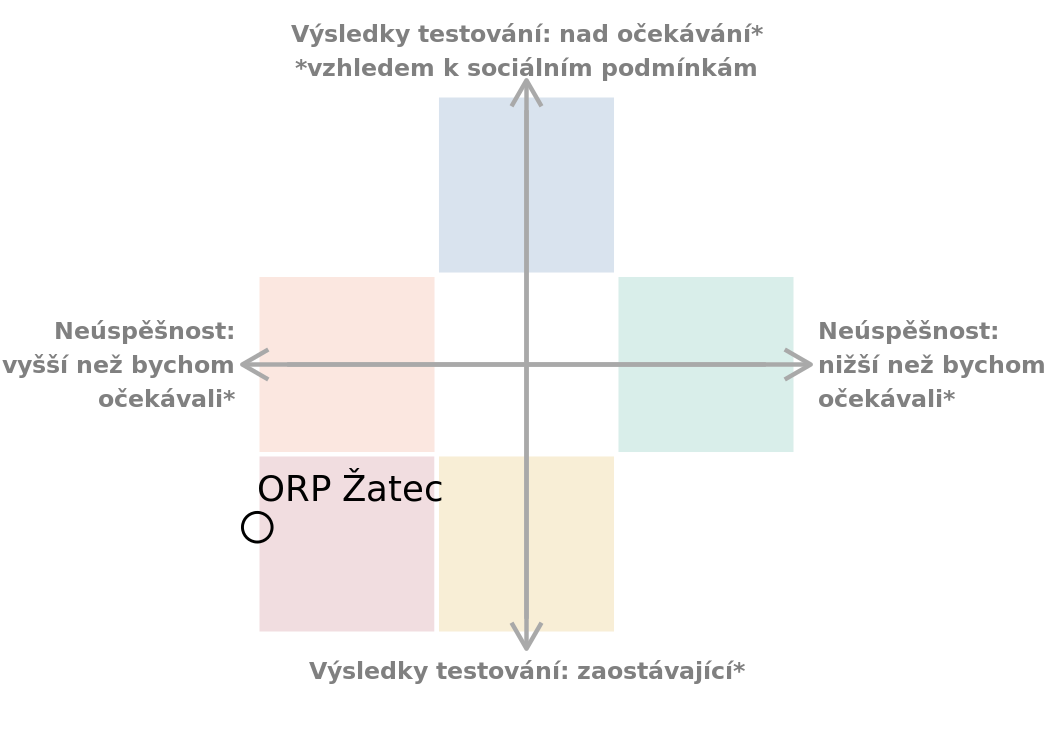 Výsledky testování: nad očekávání*
*vzhledem k sociálním podmínkám
Neúspěšnost:
vyšší než bychom
očekávali*
Neúspěšnost:
nižší než bychom
očekávali*
ORP Žatec
Výsledky testování: zaostávající*